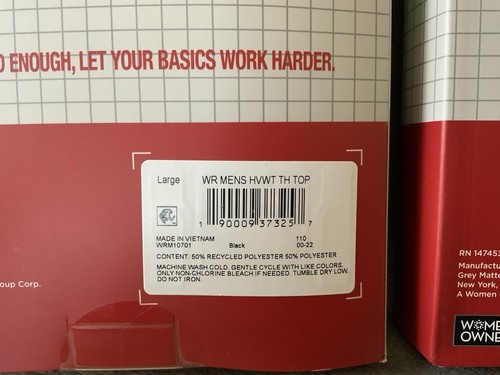 D ENOUGH, LET YOUR BASICS WORK HARDER.
Large WR MENS HVWT TH TOP
1 90009 37325 7
MADE IN VIETNAM 110
WRM10701 Black 00-22
CONTENT: 50% RECYCLED POLYESTER 50% POLYESTER
MACHINE WASH COLD. GENTLE CYCLE WITH LIKE COLORS.
ONLY NON-CHLORINE BLEACH IF NEEDED. TUMBLE DRY LOW.
DO NOT IRON.
oup Corp.
RN 147453
Manufactu
Grey Matte
New York,
A Women
WOME
OWNE